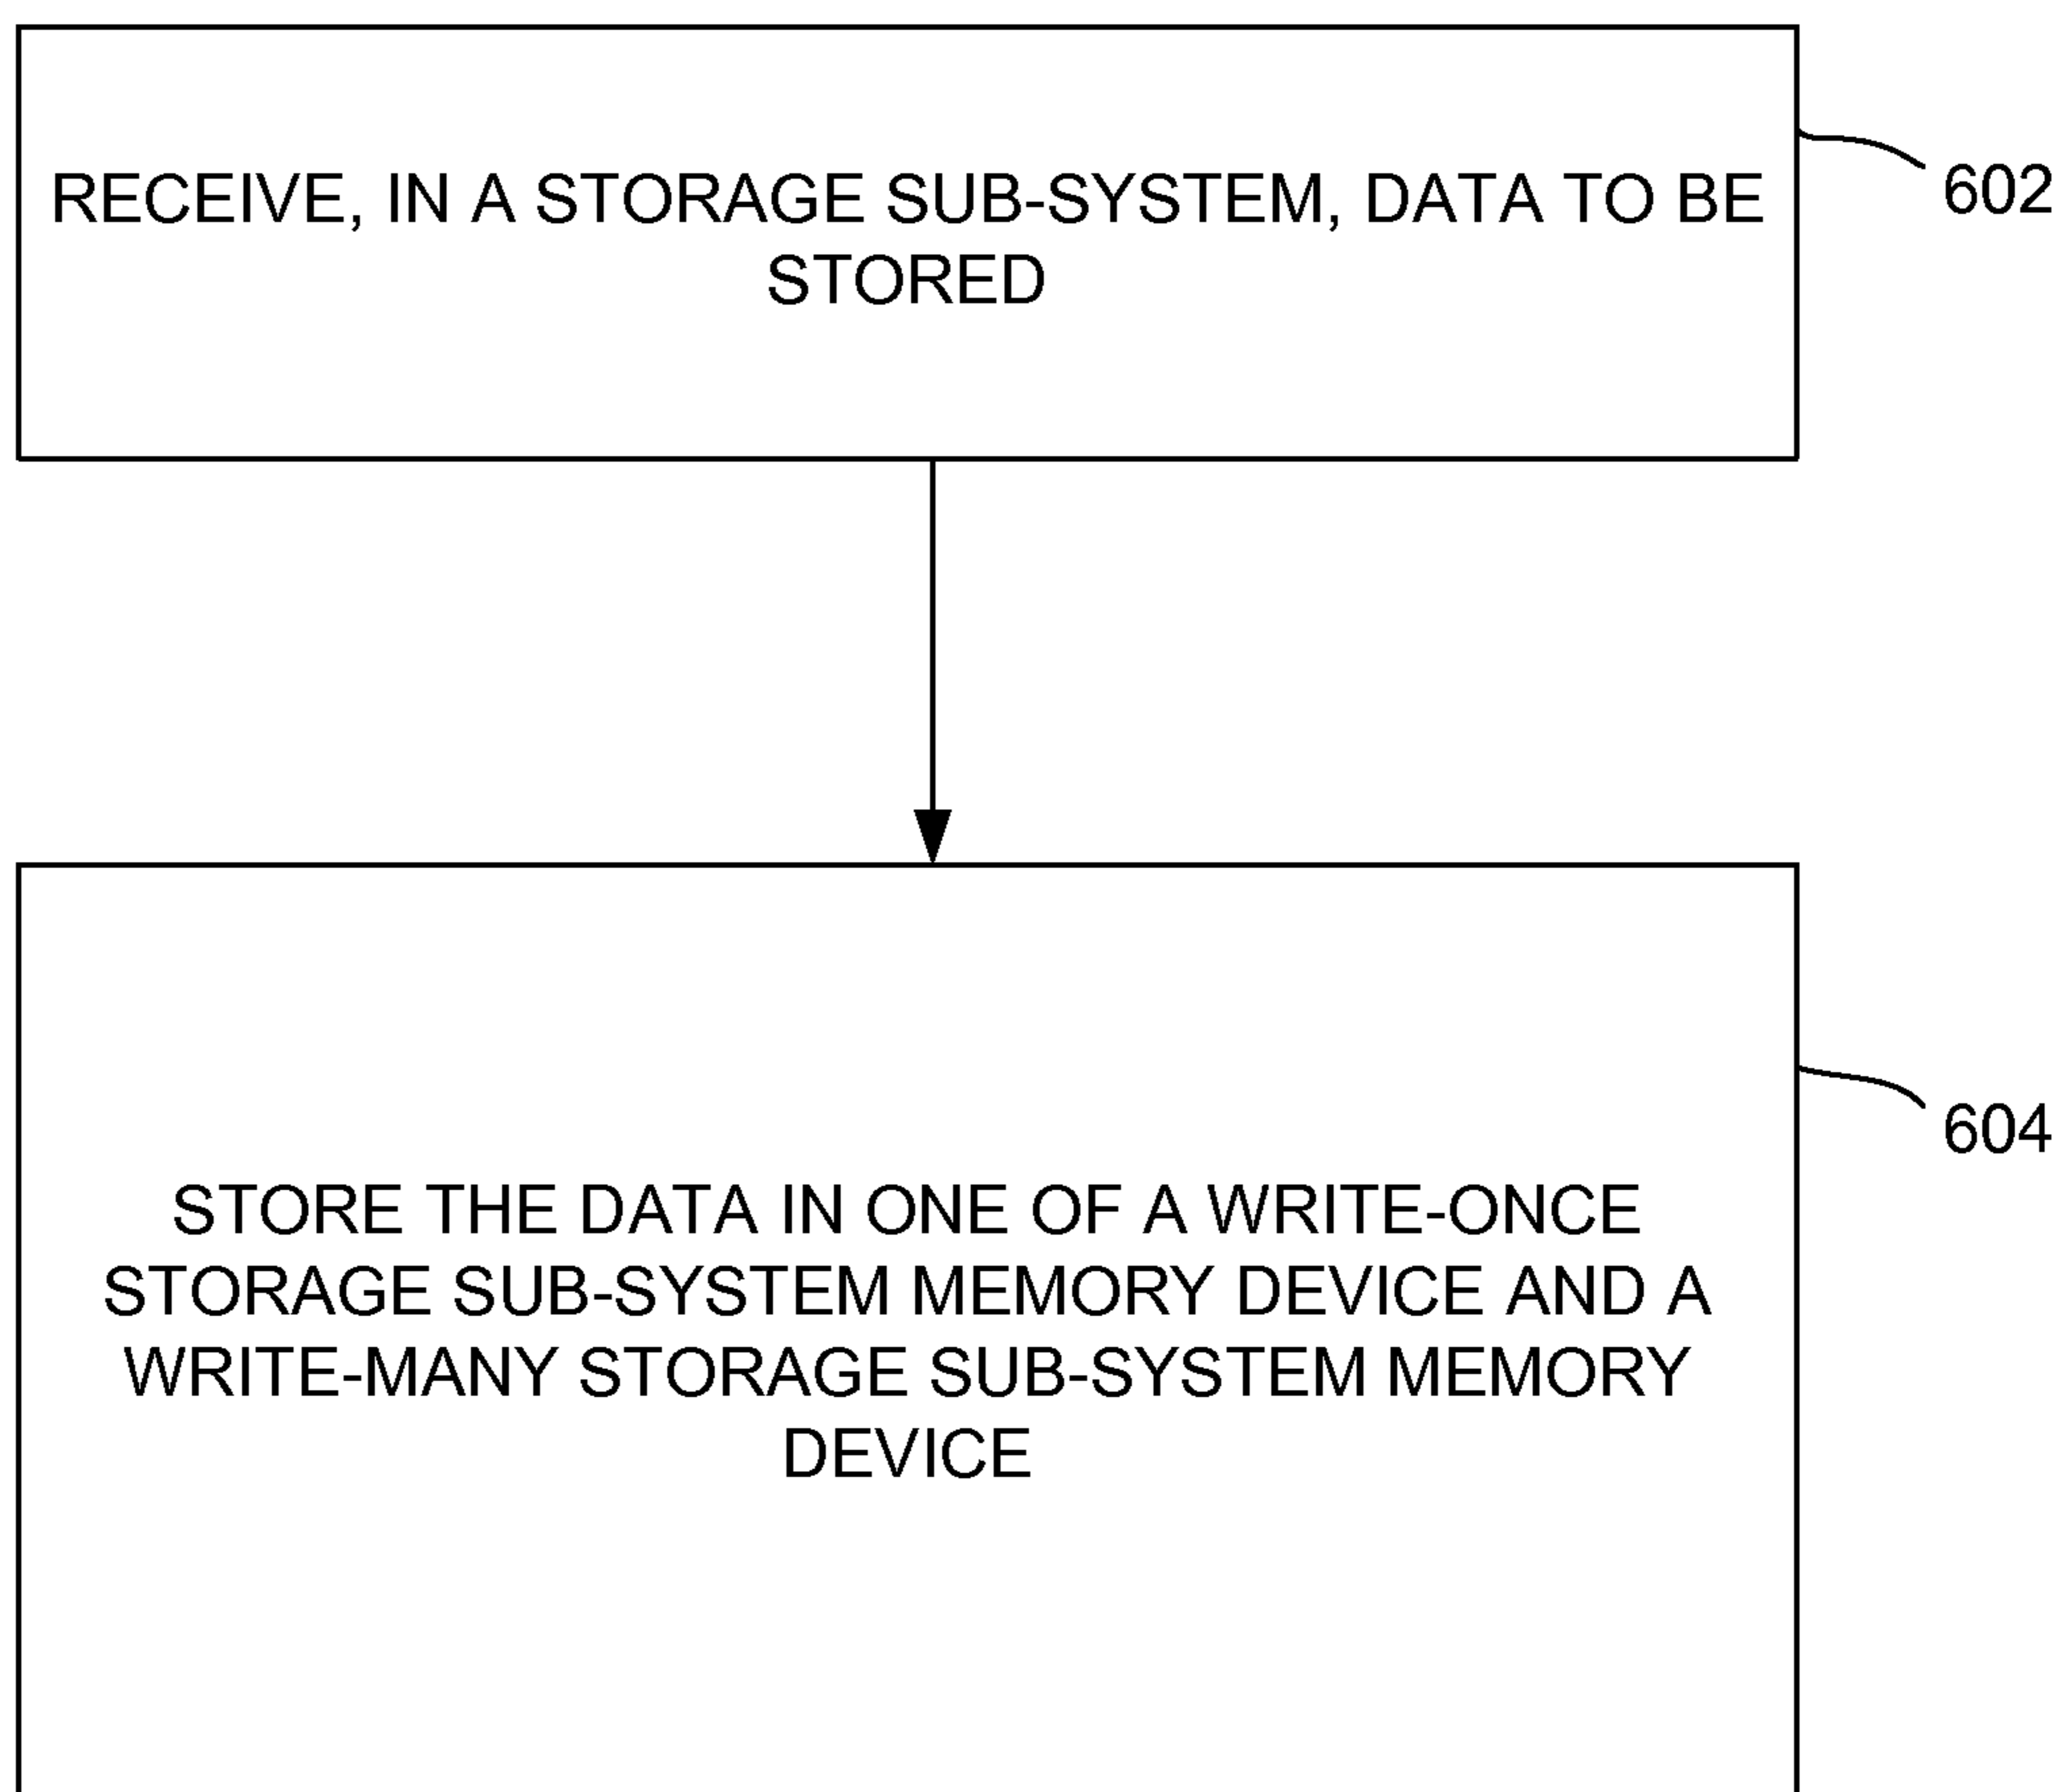 RECEIVE, IN A STORAGE SUB-SYSTEM, DATA TO BE
STORED
602
604
STORE THE DATA IN ONE OF A WRITE-ONCE
STORAGE SUB-SYSTEM MEMORY DEVICE AND A
WRITE-MANY STORAGE SUB-SYSTEM MEMORY
DEVICE